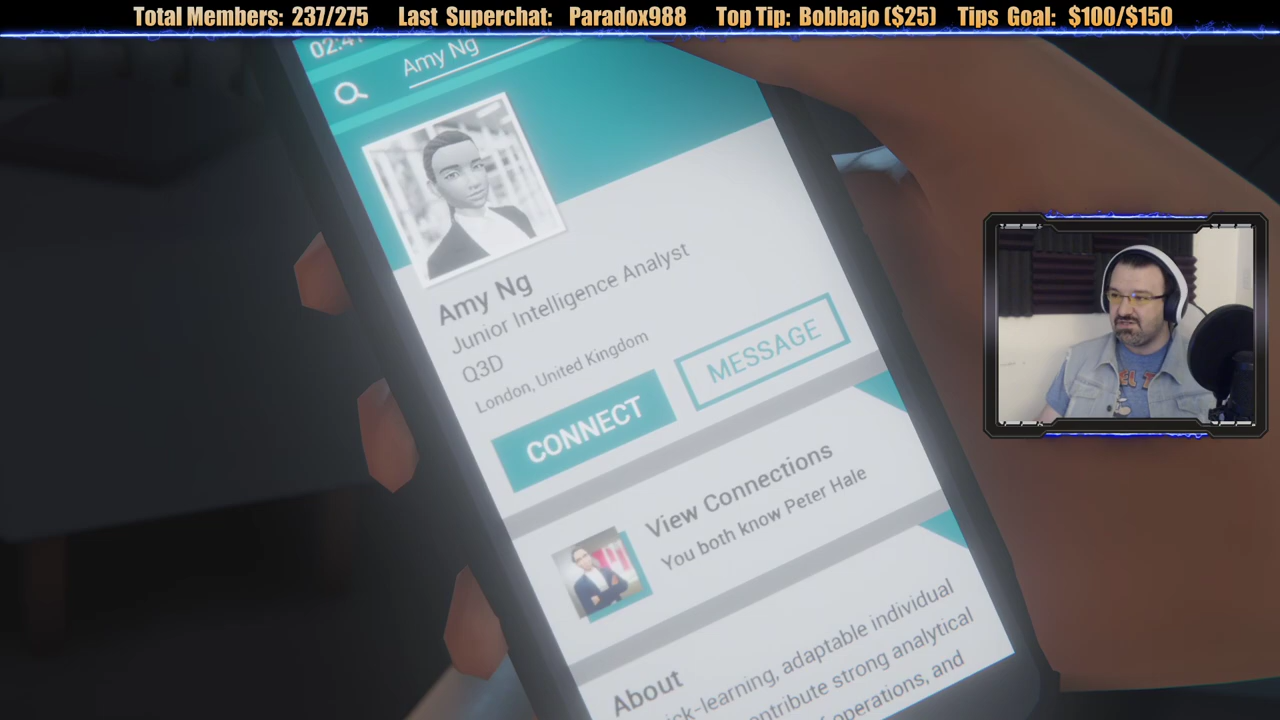 Total Members: 237/275 Last Superchat: Paradox988 Top Tip: Bobbajo ($25) Tips Goal: $100/$150
Amy Ng
Amy Ng
Junior Intelligence Analyst
Q3D
London, United Kingdom
CONNECT
MESSAGE
View Connections
You both know Peter Hale
About
learning, adaptable individual
strong analytical
operations, and